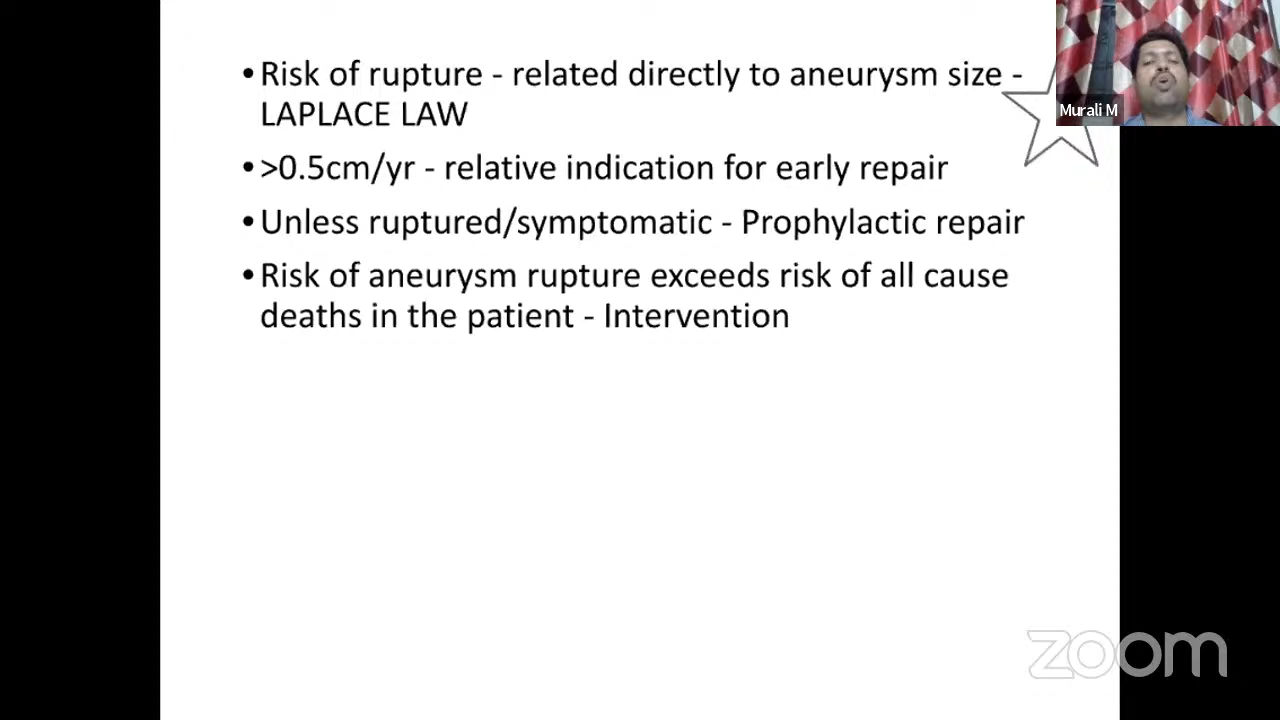 •Risk of rupture - related directly to aneurysm size -
LAPLACE LAW
•>0.5cm/yr - relative indication for early repair
•Unless ruptured/symptomatic - Prophylactic repair
•Risk of aneurysm rupture exceeds risk of all cause
deaths in the patient - Intervention
Murali M
zoom